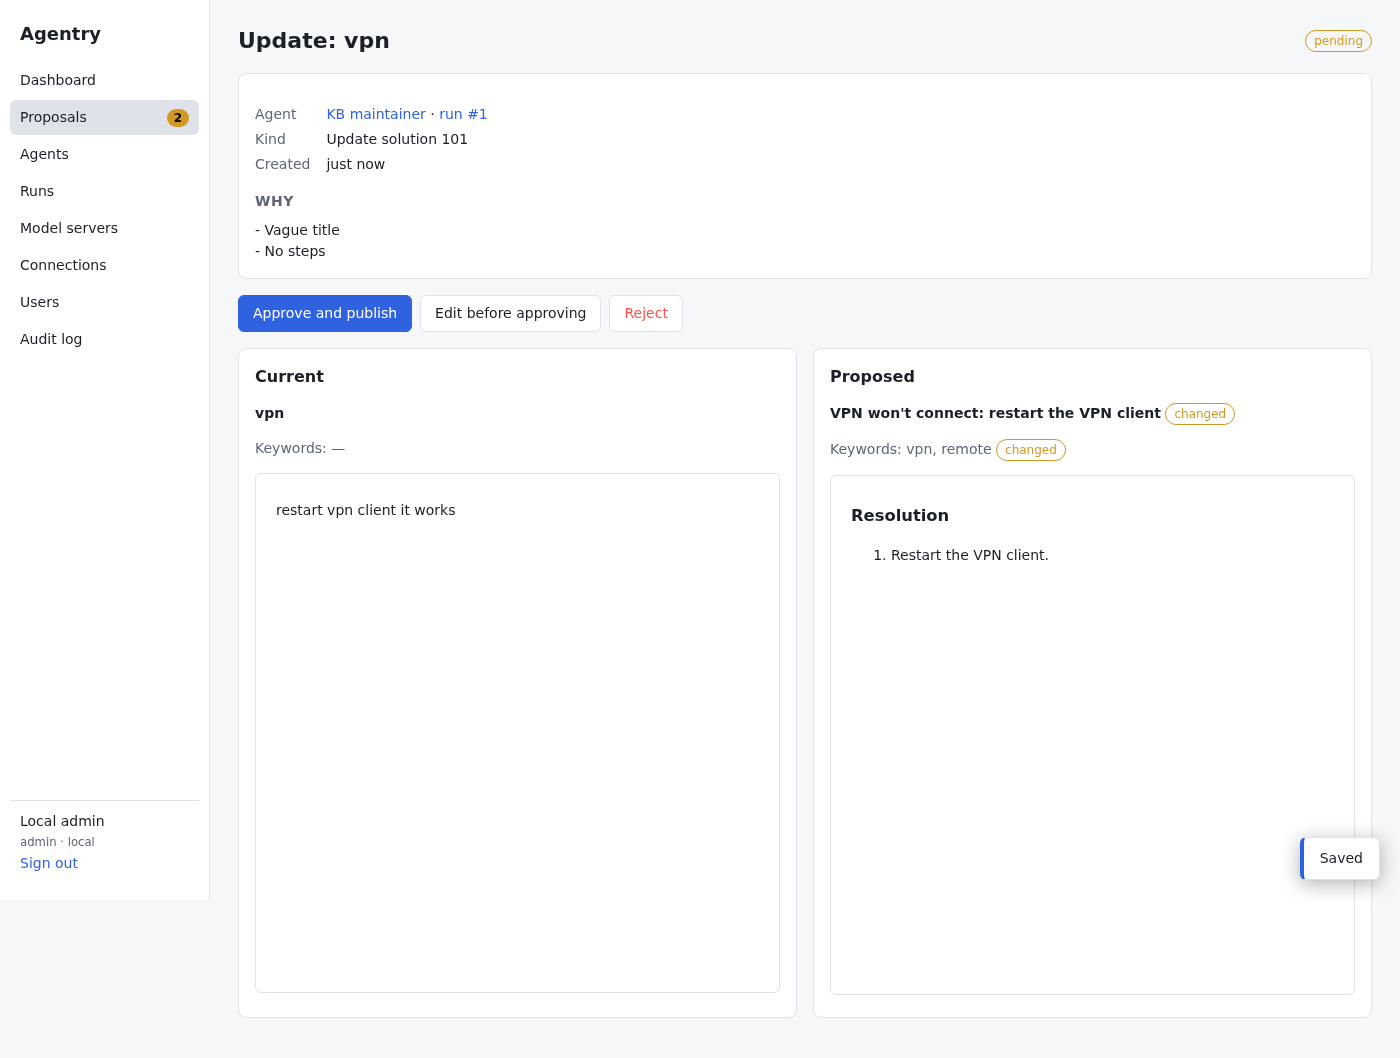 Agentry
Dashboard
Proposals 2
Agents
Runs
Model servers
Connections
Users
Audit log
Local admin
admin · local
Sign out
Update: vpn
pending
Agent KB maintainer · run #1
Kind Update solution 101
Created just now
WHY
- Vague title
- No steps
Approve and publish
Edit before approving
Reject
Current
vpn
Keywords: —
restart vpn client it works
Proposed
VPN won't connect: restart the VPN client changed
Keywords: vpn, remote changed
Resolution
1. Restart the VPN client.
Saved